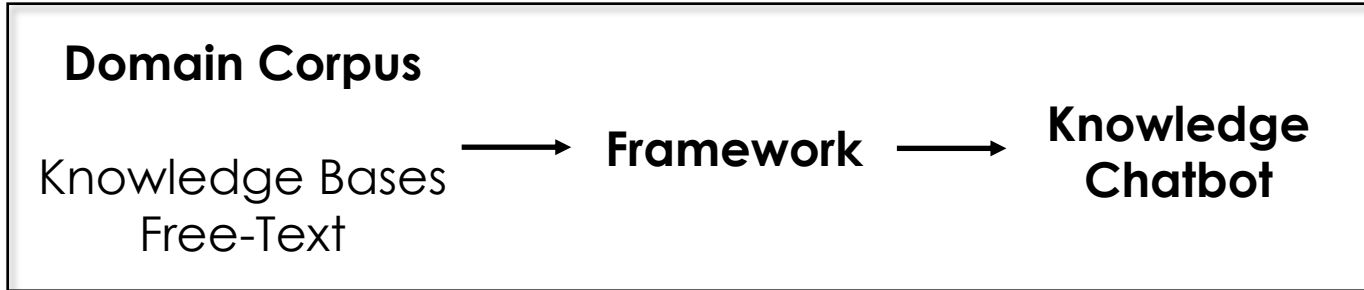 Domain Corpus
Knowledge Bases
Free-Text
Framework
Knowledge
Chatbot